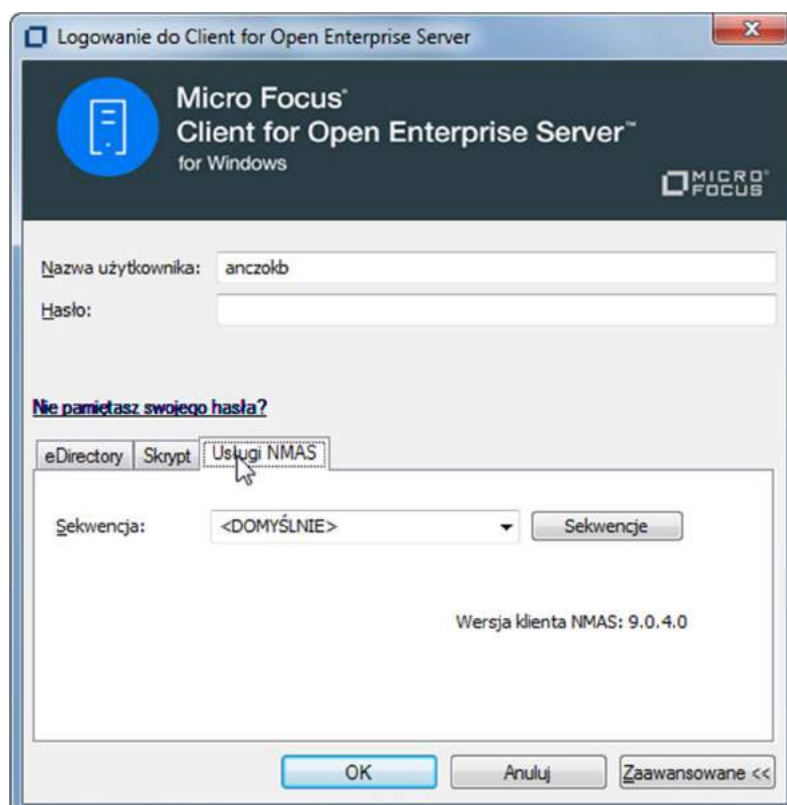 Logowanie do Client for Open Enterprise Server
Micro Focus®
Client for Open Enterprise Server™
for Windows
MICRO®
FOCUS
Nazwa użytkownika: anczokb
Hasło:
Nie pamiętasz swojego hasła?
eDirectory Skrypt Usługi NMAS
Sekwencja: <DOMYŚLNIE> Sekwencje
Wersja klienta NMAS: 9.0.4.0
OK Anuluj Zaawansowane <<